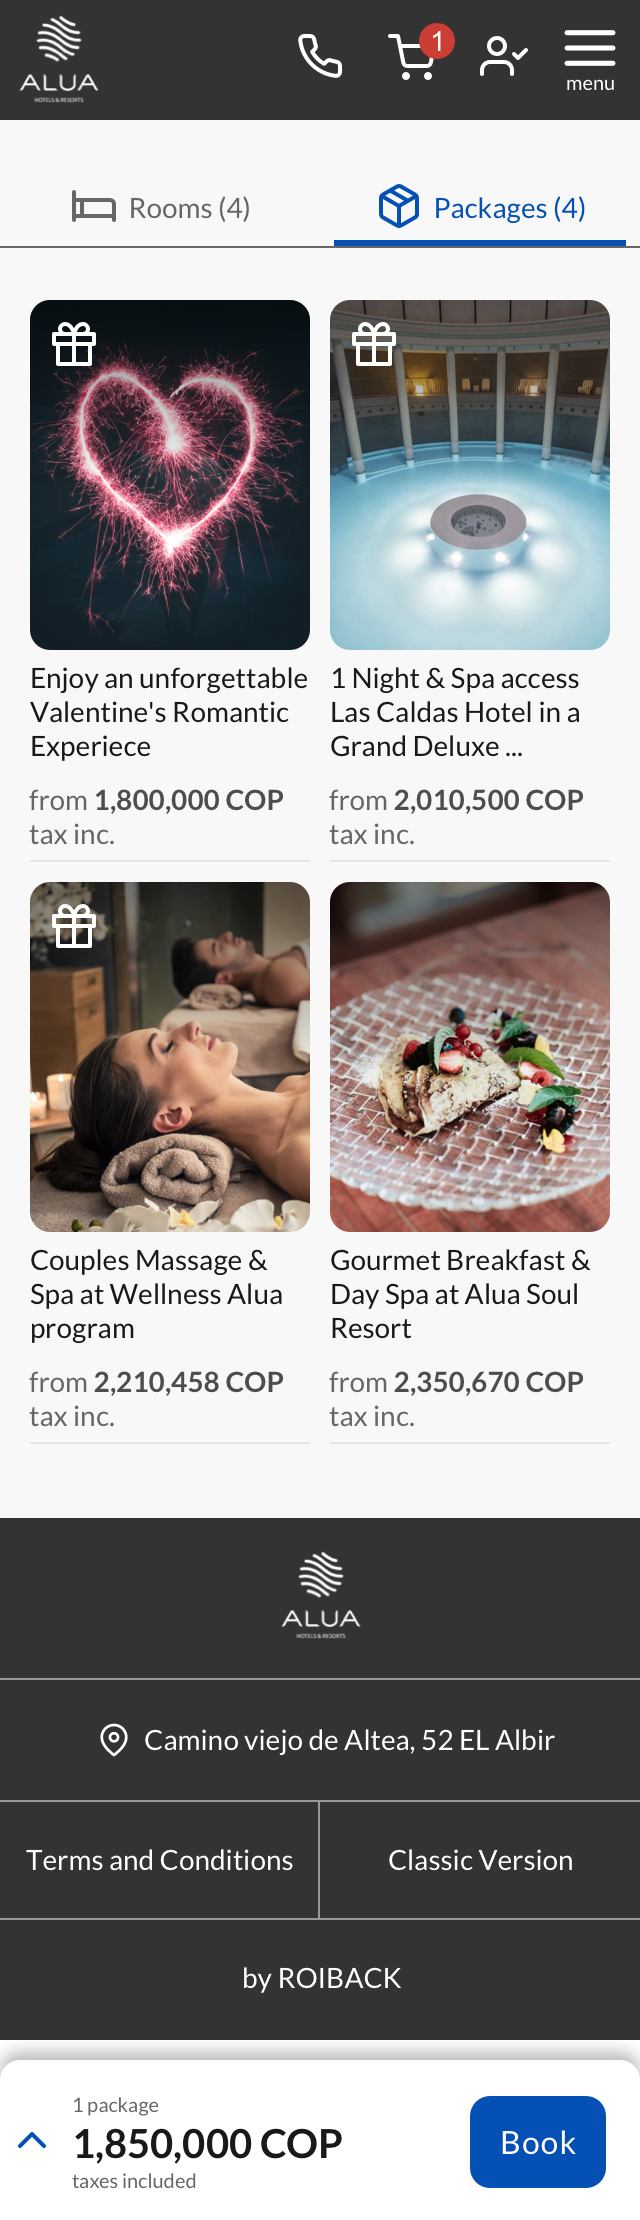 ALUA
HOTELS & RESORTS
1
menu
Rooms (4)
Packages (4)
Enjoy an unforgettable
Valentine's Romantic
Experiece
from 1,800,000 COP
tax inc.
1 Night & Spa access
Las Caldas Hotel in a
Grand Deluxe ...
from 2,010,500 COP
tax inc.
Couples Massage &
Spa at Wellness Alua
program
from 2,210,458 COP
tax inc.
Gourmet Breakfast &
Day Spa at Alua Soul
Resort
from 2,350,670 COP
tax inc.
ALUA
HOTELS & RESORTS
Camino viejo de Altea, 52 EL Albir
Terms and Conditions
Classic Version
by ROIBACK
1 package
1,850,000 COP
taxes included
Book